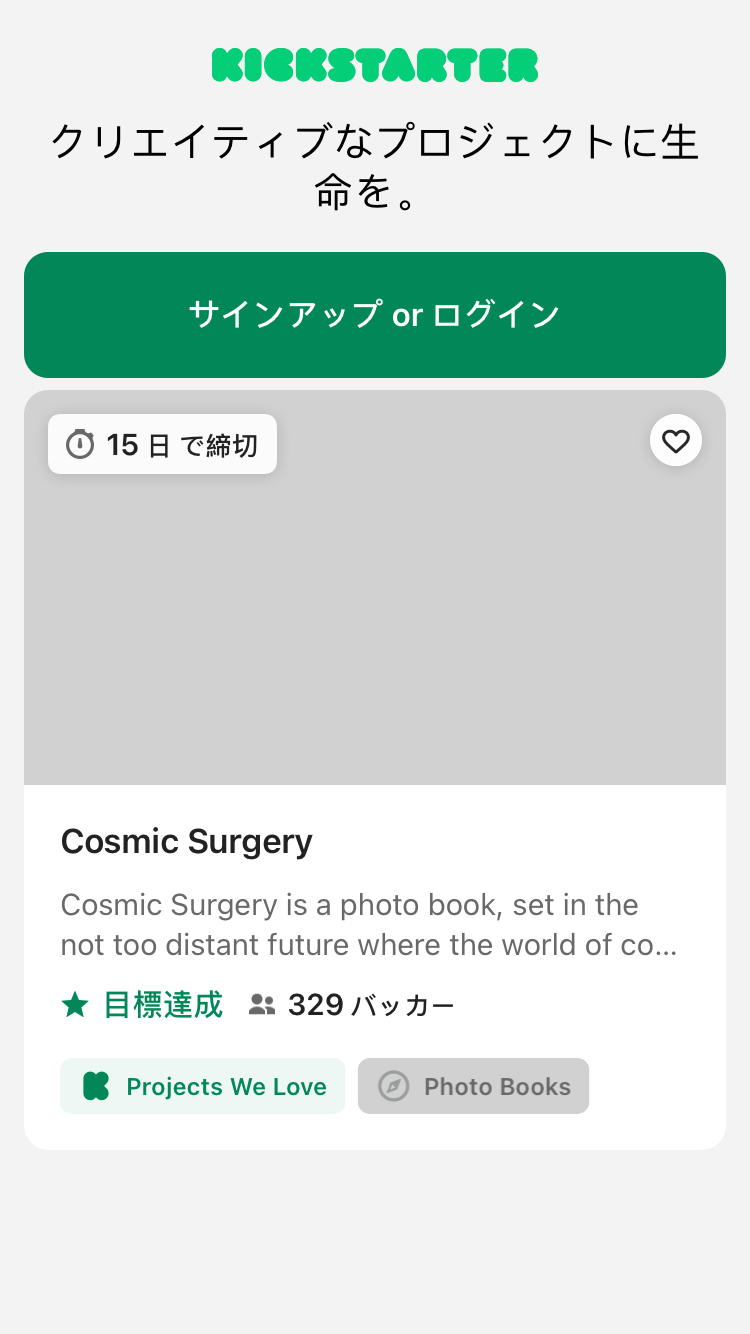 KICKSTARTER
クリエイティブなプロジェクトに生
命を。
サインアップ or ログイン
15 日 で締切
Cosmic Surgery
Cosmic Surgery is a photo book, set in the
not too distant future where the world of co...
目標達成 329 バッカー
Projects We Love Photo Books